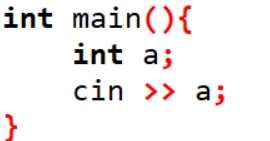 int main(){
    int a;
    cin >> a;
}